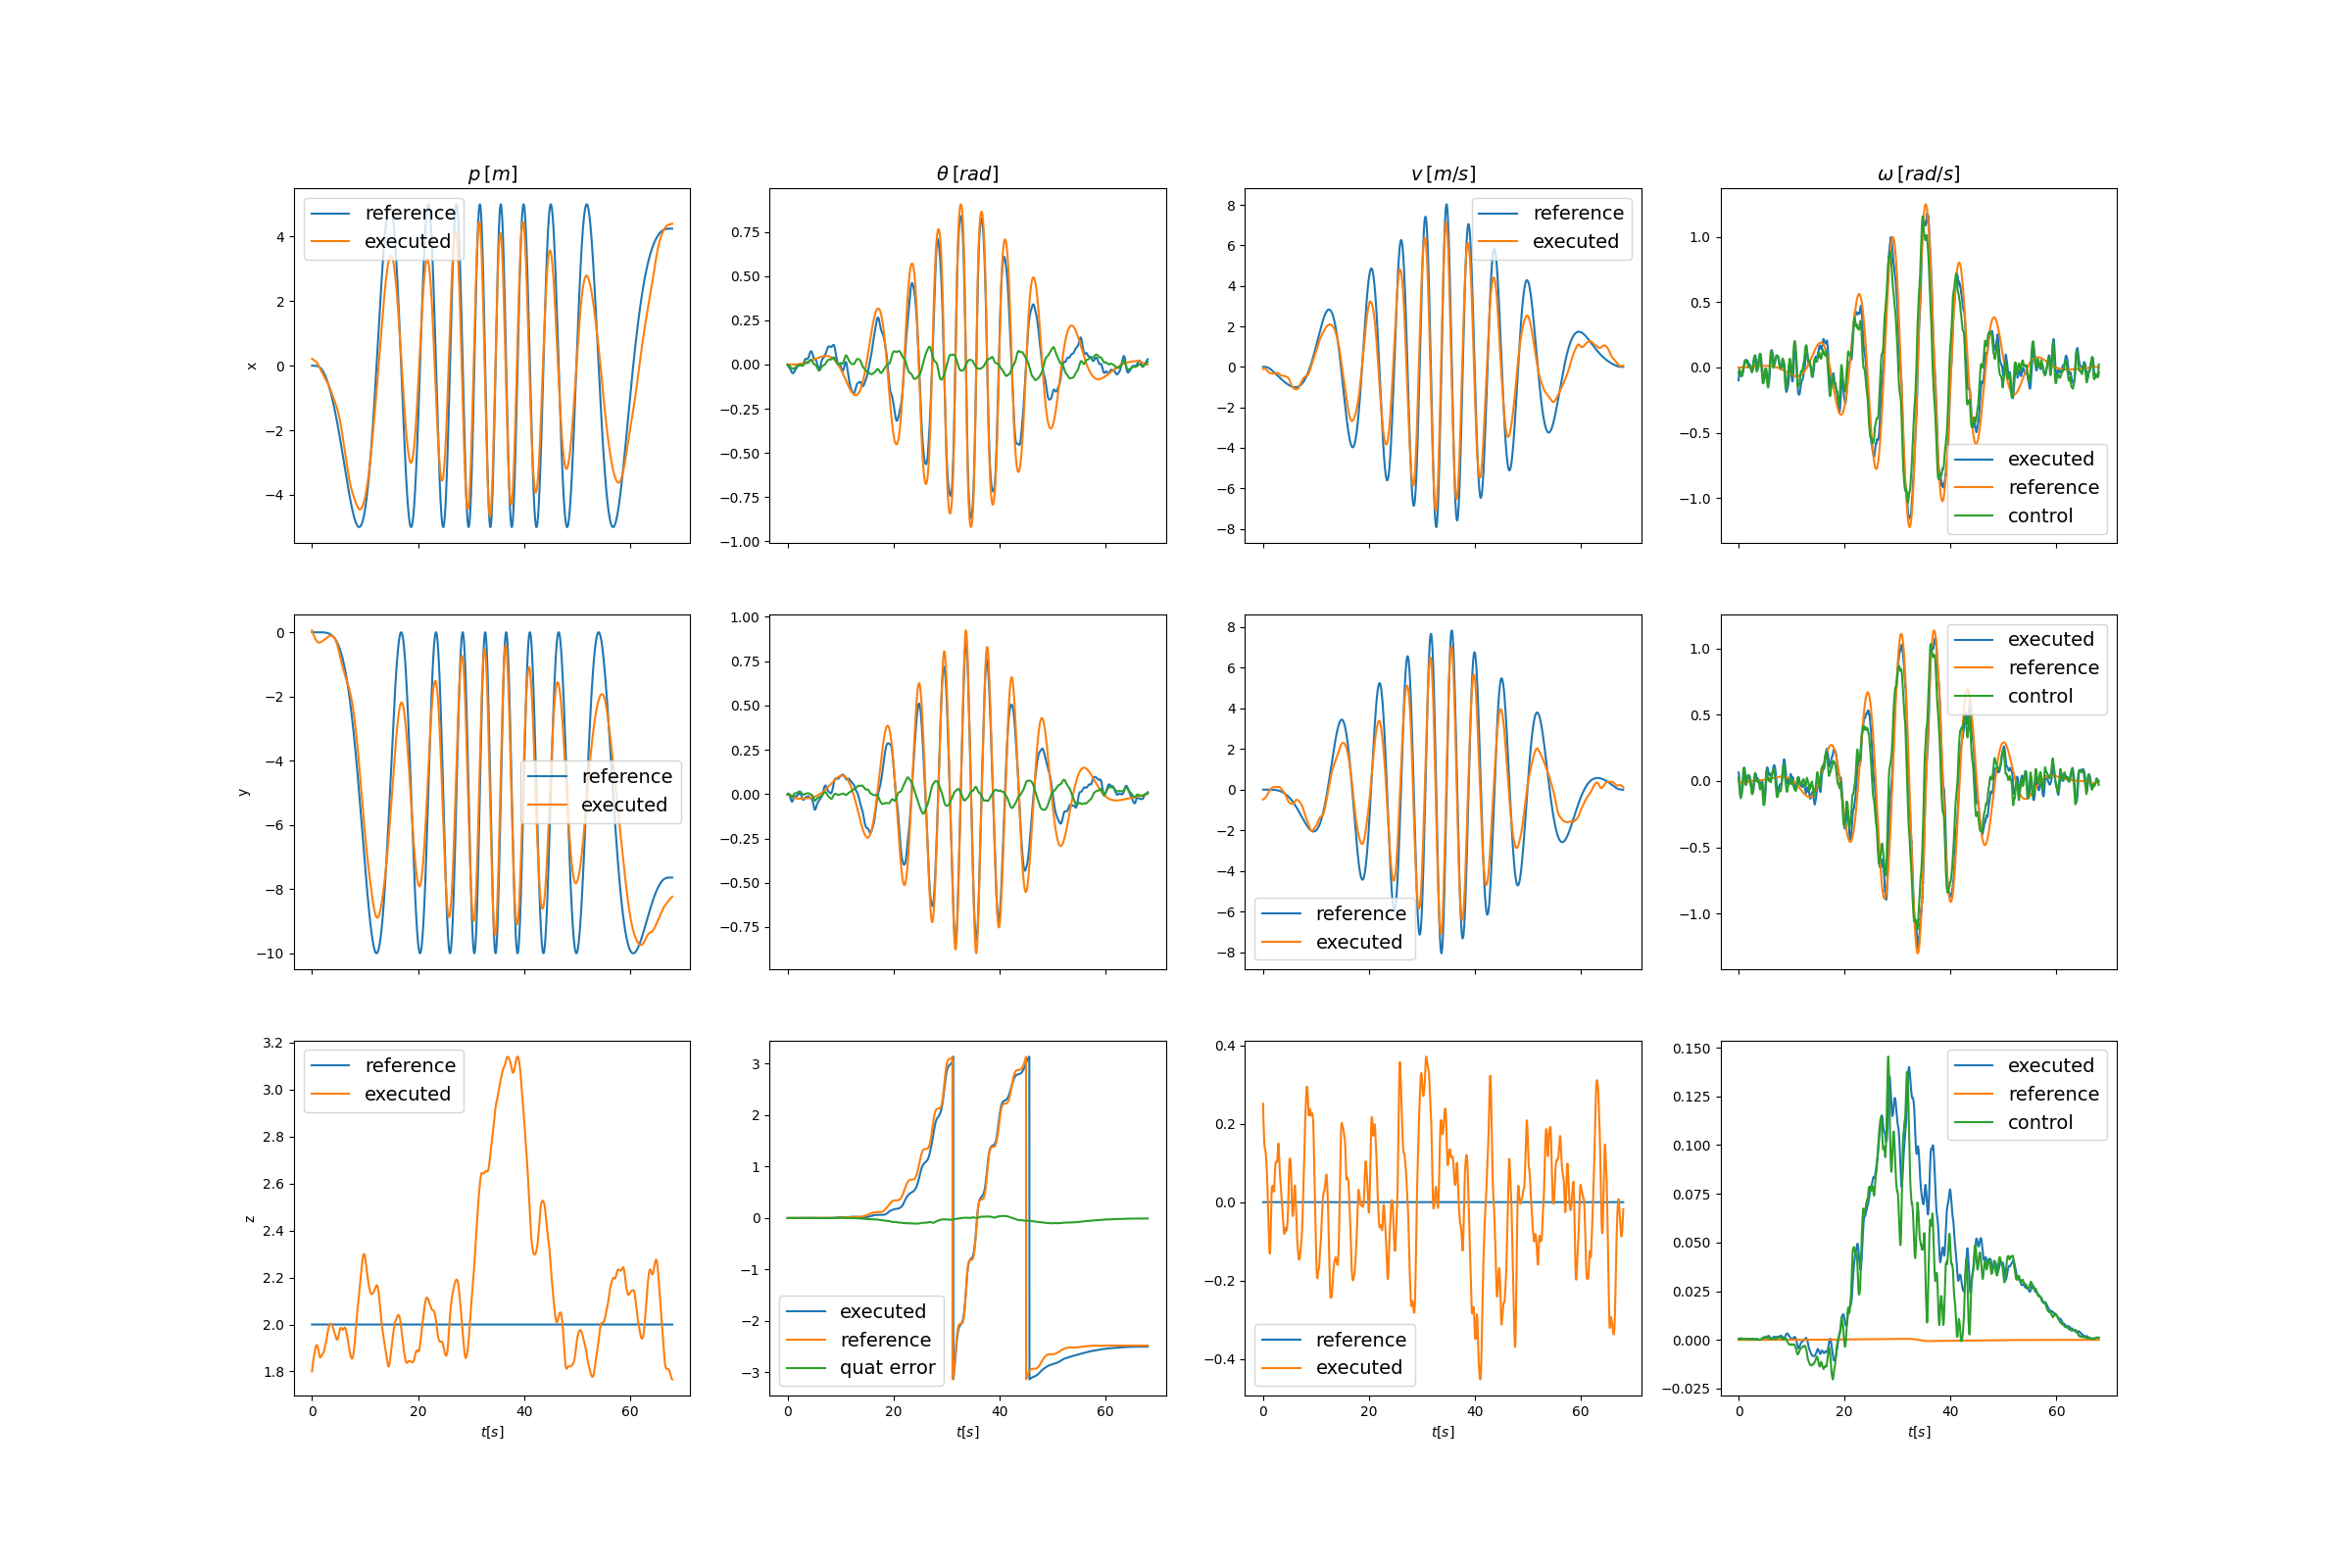 p [m]
θ [rad]
v [m/s]
ω [rad/s]
x
4
2
0
−2
−4
reference
executed
0.75
0.50
0.25
0.00
−0.25
−0.50
−0.75
−1.00
8
6
4
2
0
−2
−4
−6
−8
reference
executed
1.0
0.5
0.0
−0.5
−1.0
executed
reference
control
y
0
−2
−4
−6
−8
−10
reference
executed
1.00
0.75
0.50
0.25
0.00
−0.25
−0.50
−0.75
8
6
4
2
0
−2
−4
−6
−8
reference
executed
1.0
0.5
0.0
−0.5
−1.0
executed
reference
control
z
3.2
3.0
2.8
2.6
2.4
2.2
2.0
1.8
reference
executed
0 20 40 60
t[s]
3
2
1
0
−1
−2
−3
executed
reference
quat error
0 20 40 60
t[s]
0.4
0.2
0.0
−0.2
−0.4
reference
executed
0 20 40 60
t[s]
0.150
0.125
0.100
0.075
0.050
0.025
0.000
−0.025
executed
reference
control
0 20 40 60
t[s]